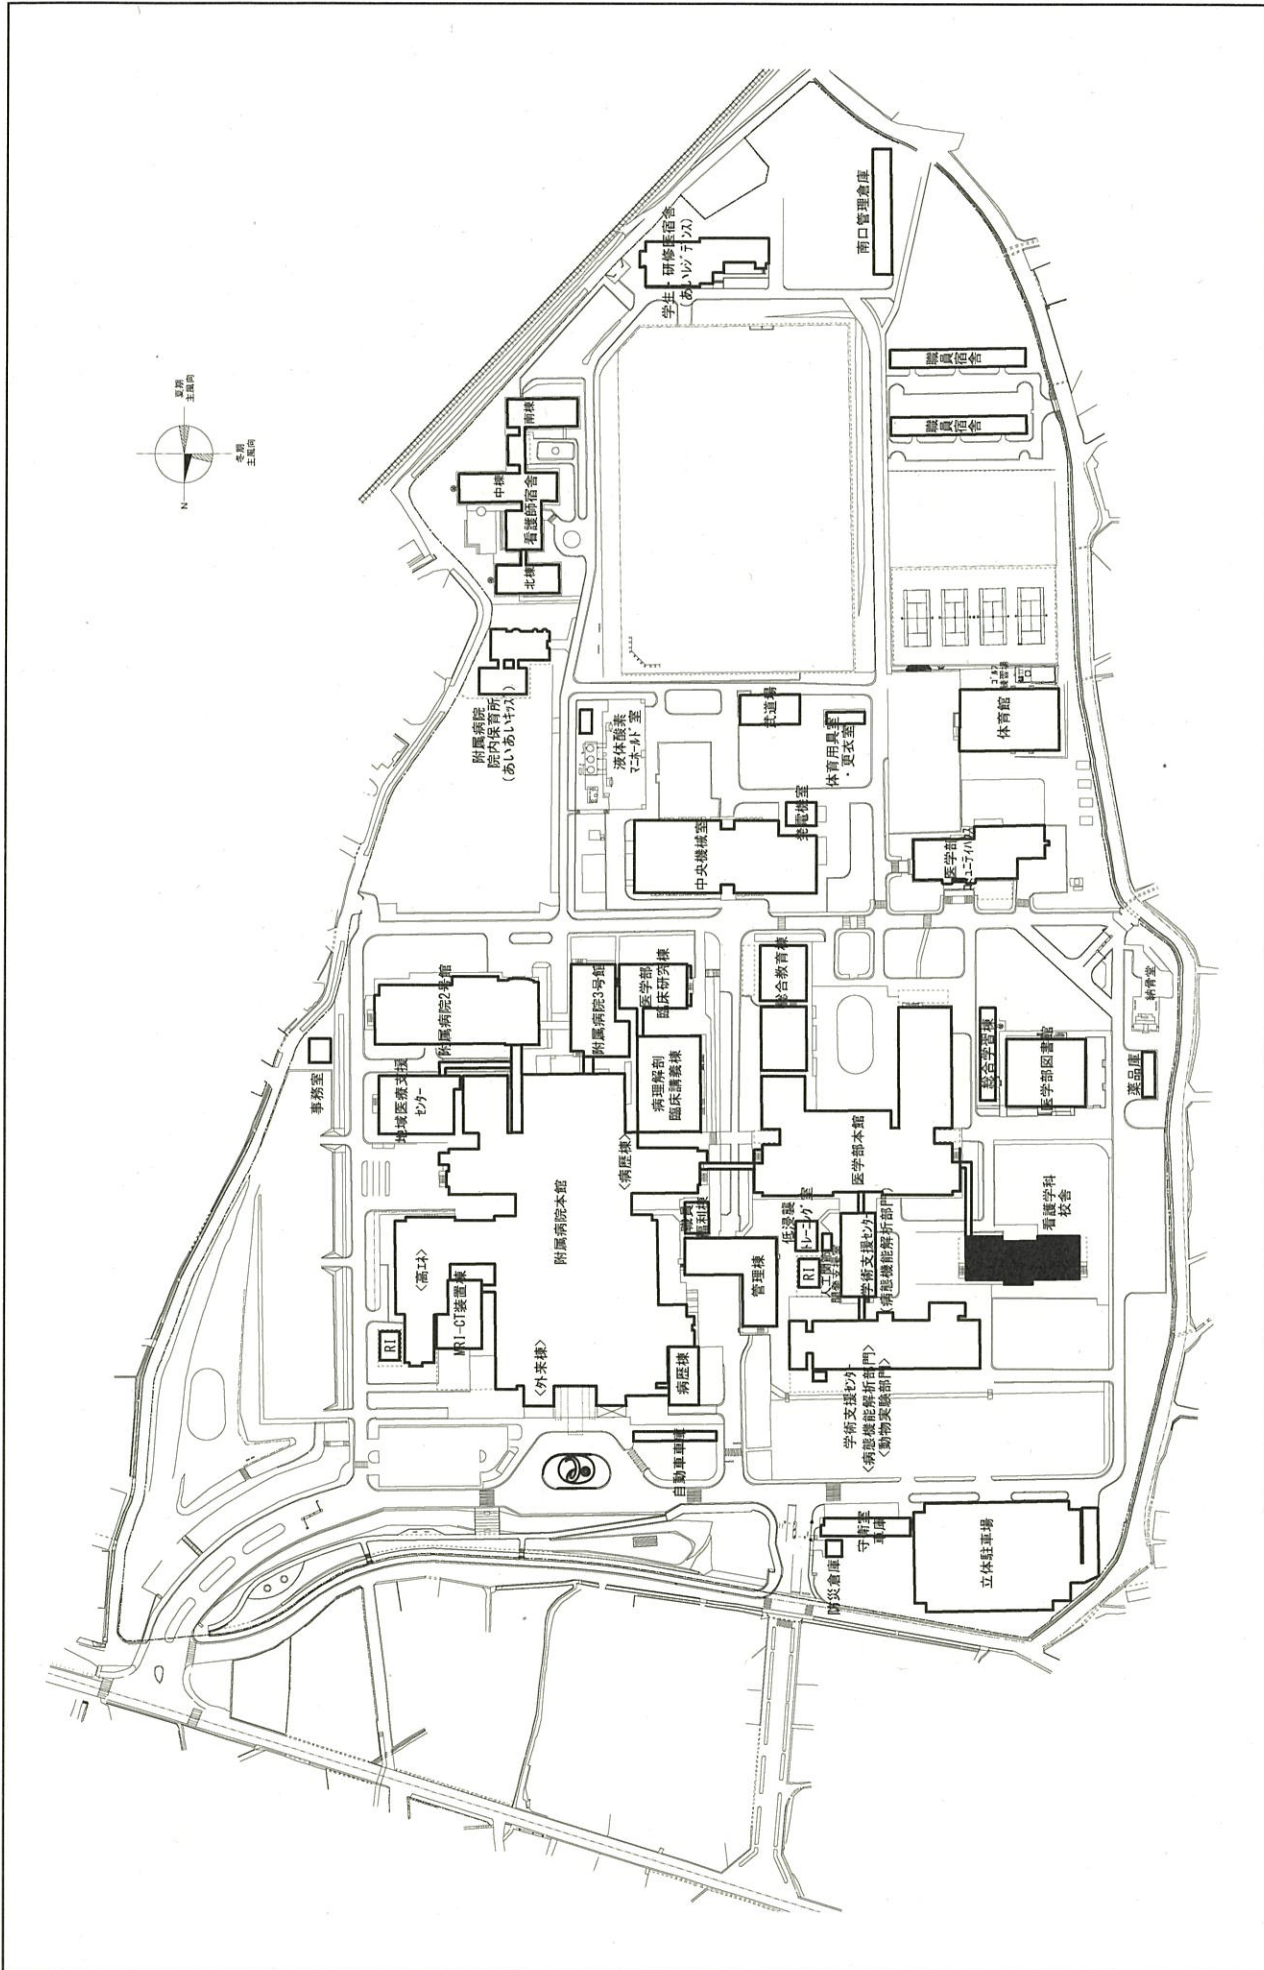 夏期
主風向
冬期
主風向
N
学生・研修医宿舎
(あいレジデンス)
南口管理倉庫
職員宿舎
職員宿舎
南棟
中棟
看護師宿舎
北棟
附属病院
院内保育所
(あいあいキッズ)
液体酸素
マニホールド室
武道場
体育用具室
・更衣室
体育館
発電機室
中央機械室
医学部
附属病院2号館
附属病院3号館
医学部
臨床研究棟
総合教育棟
総合学習棟
医学部図書館
納骨堂
薬品庫
事務室
地域医療支援
センター
病理解剖
臨床講義棟
<病歴棟>
附属病院本館
医学部本館
<高エネ>
MRI-CT装置棟
RI
<外来棟>
職員
福利棟
管理棟
病歴棟
低侵襲
トレーニング室
RI
学術支援センター
(病態機能解析部門)
看護学科
校舎
学術支援センター
<病態機能解析部門>
<動物実験部門>
自動車車庫
守衛室
車庫
防災倉庫
立体駐車場